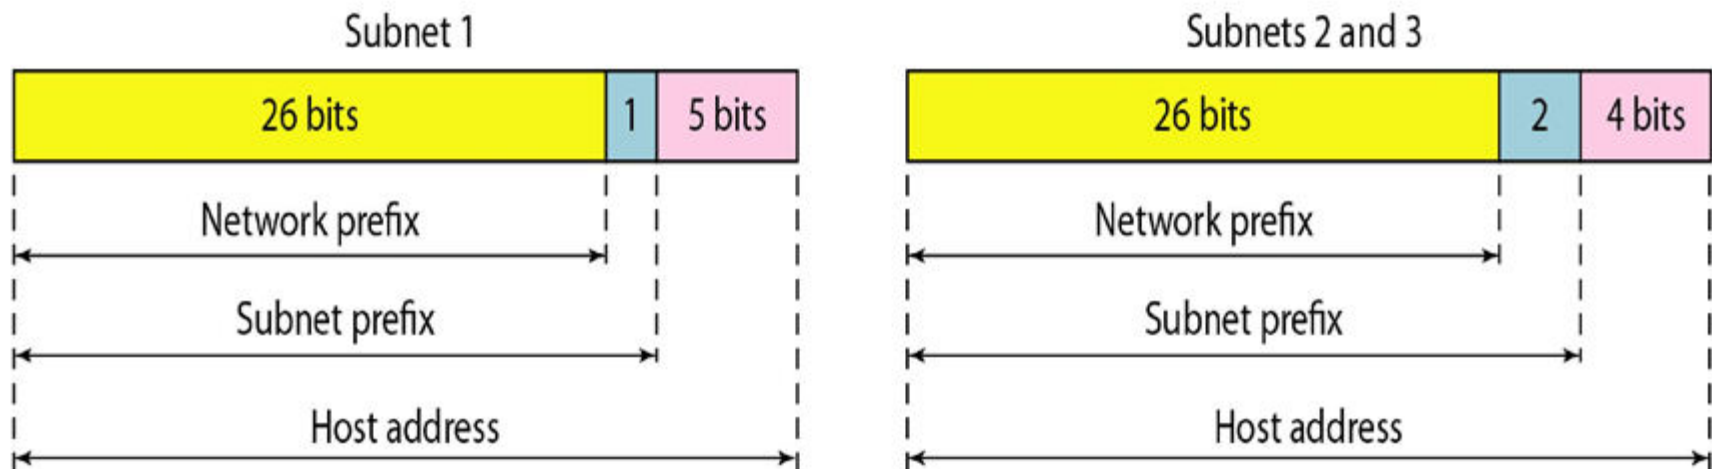 Subnet 1
26 bits
1
5 bits
Network prefix
Subnet prefix
Host address
Subnets 2 and 3
26 bits
2
4 bits
Network prefix
Subnet prefix
Host address